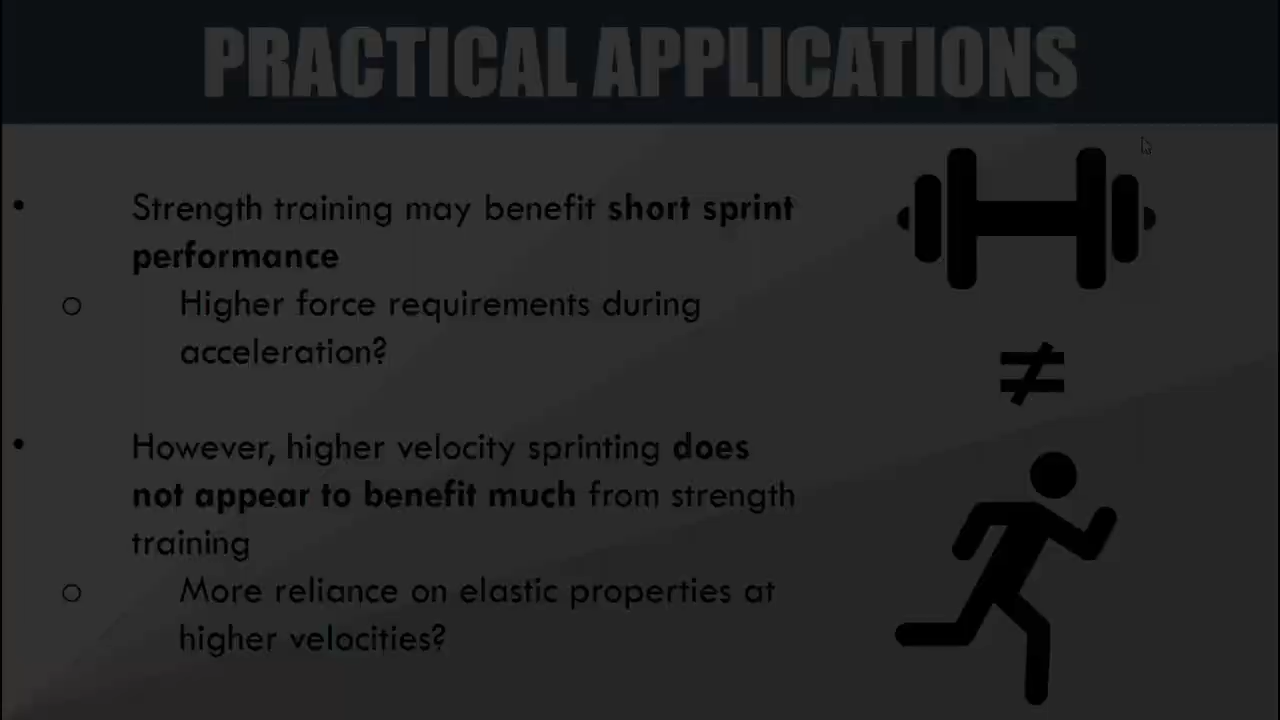 PRACTICAL APPLICATIONS
• Strength training may benefit short sprint
performance
○ Higher force requirements during
acceleration?
• However, higher velocity sprinting does
not appear to benefit much from strength
training
○ More reliance on elastic properties at
higher velocities?
≠